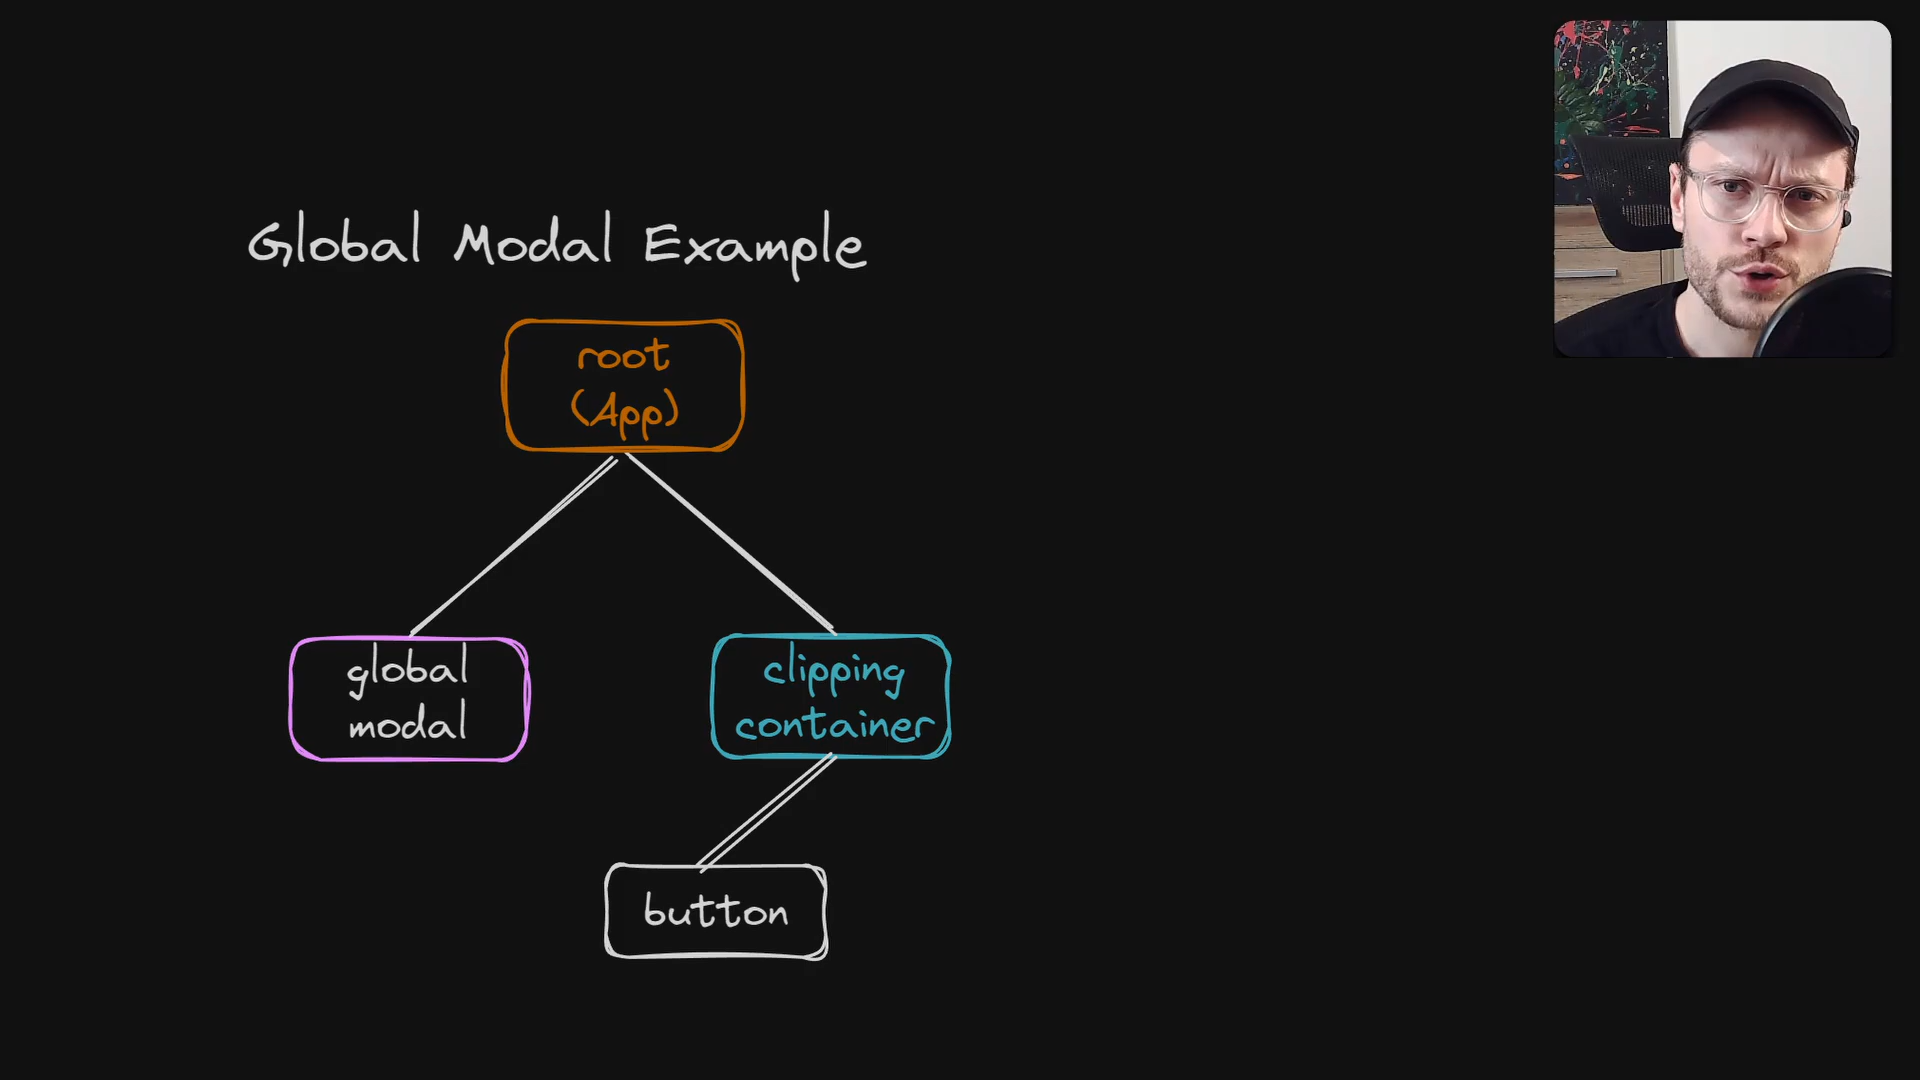 Global Modal Example
root
(App)
global
modal
clipping
container
button